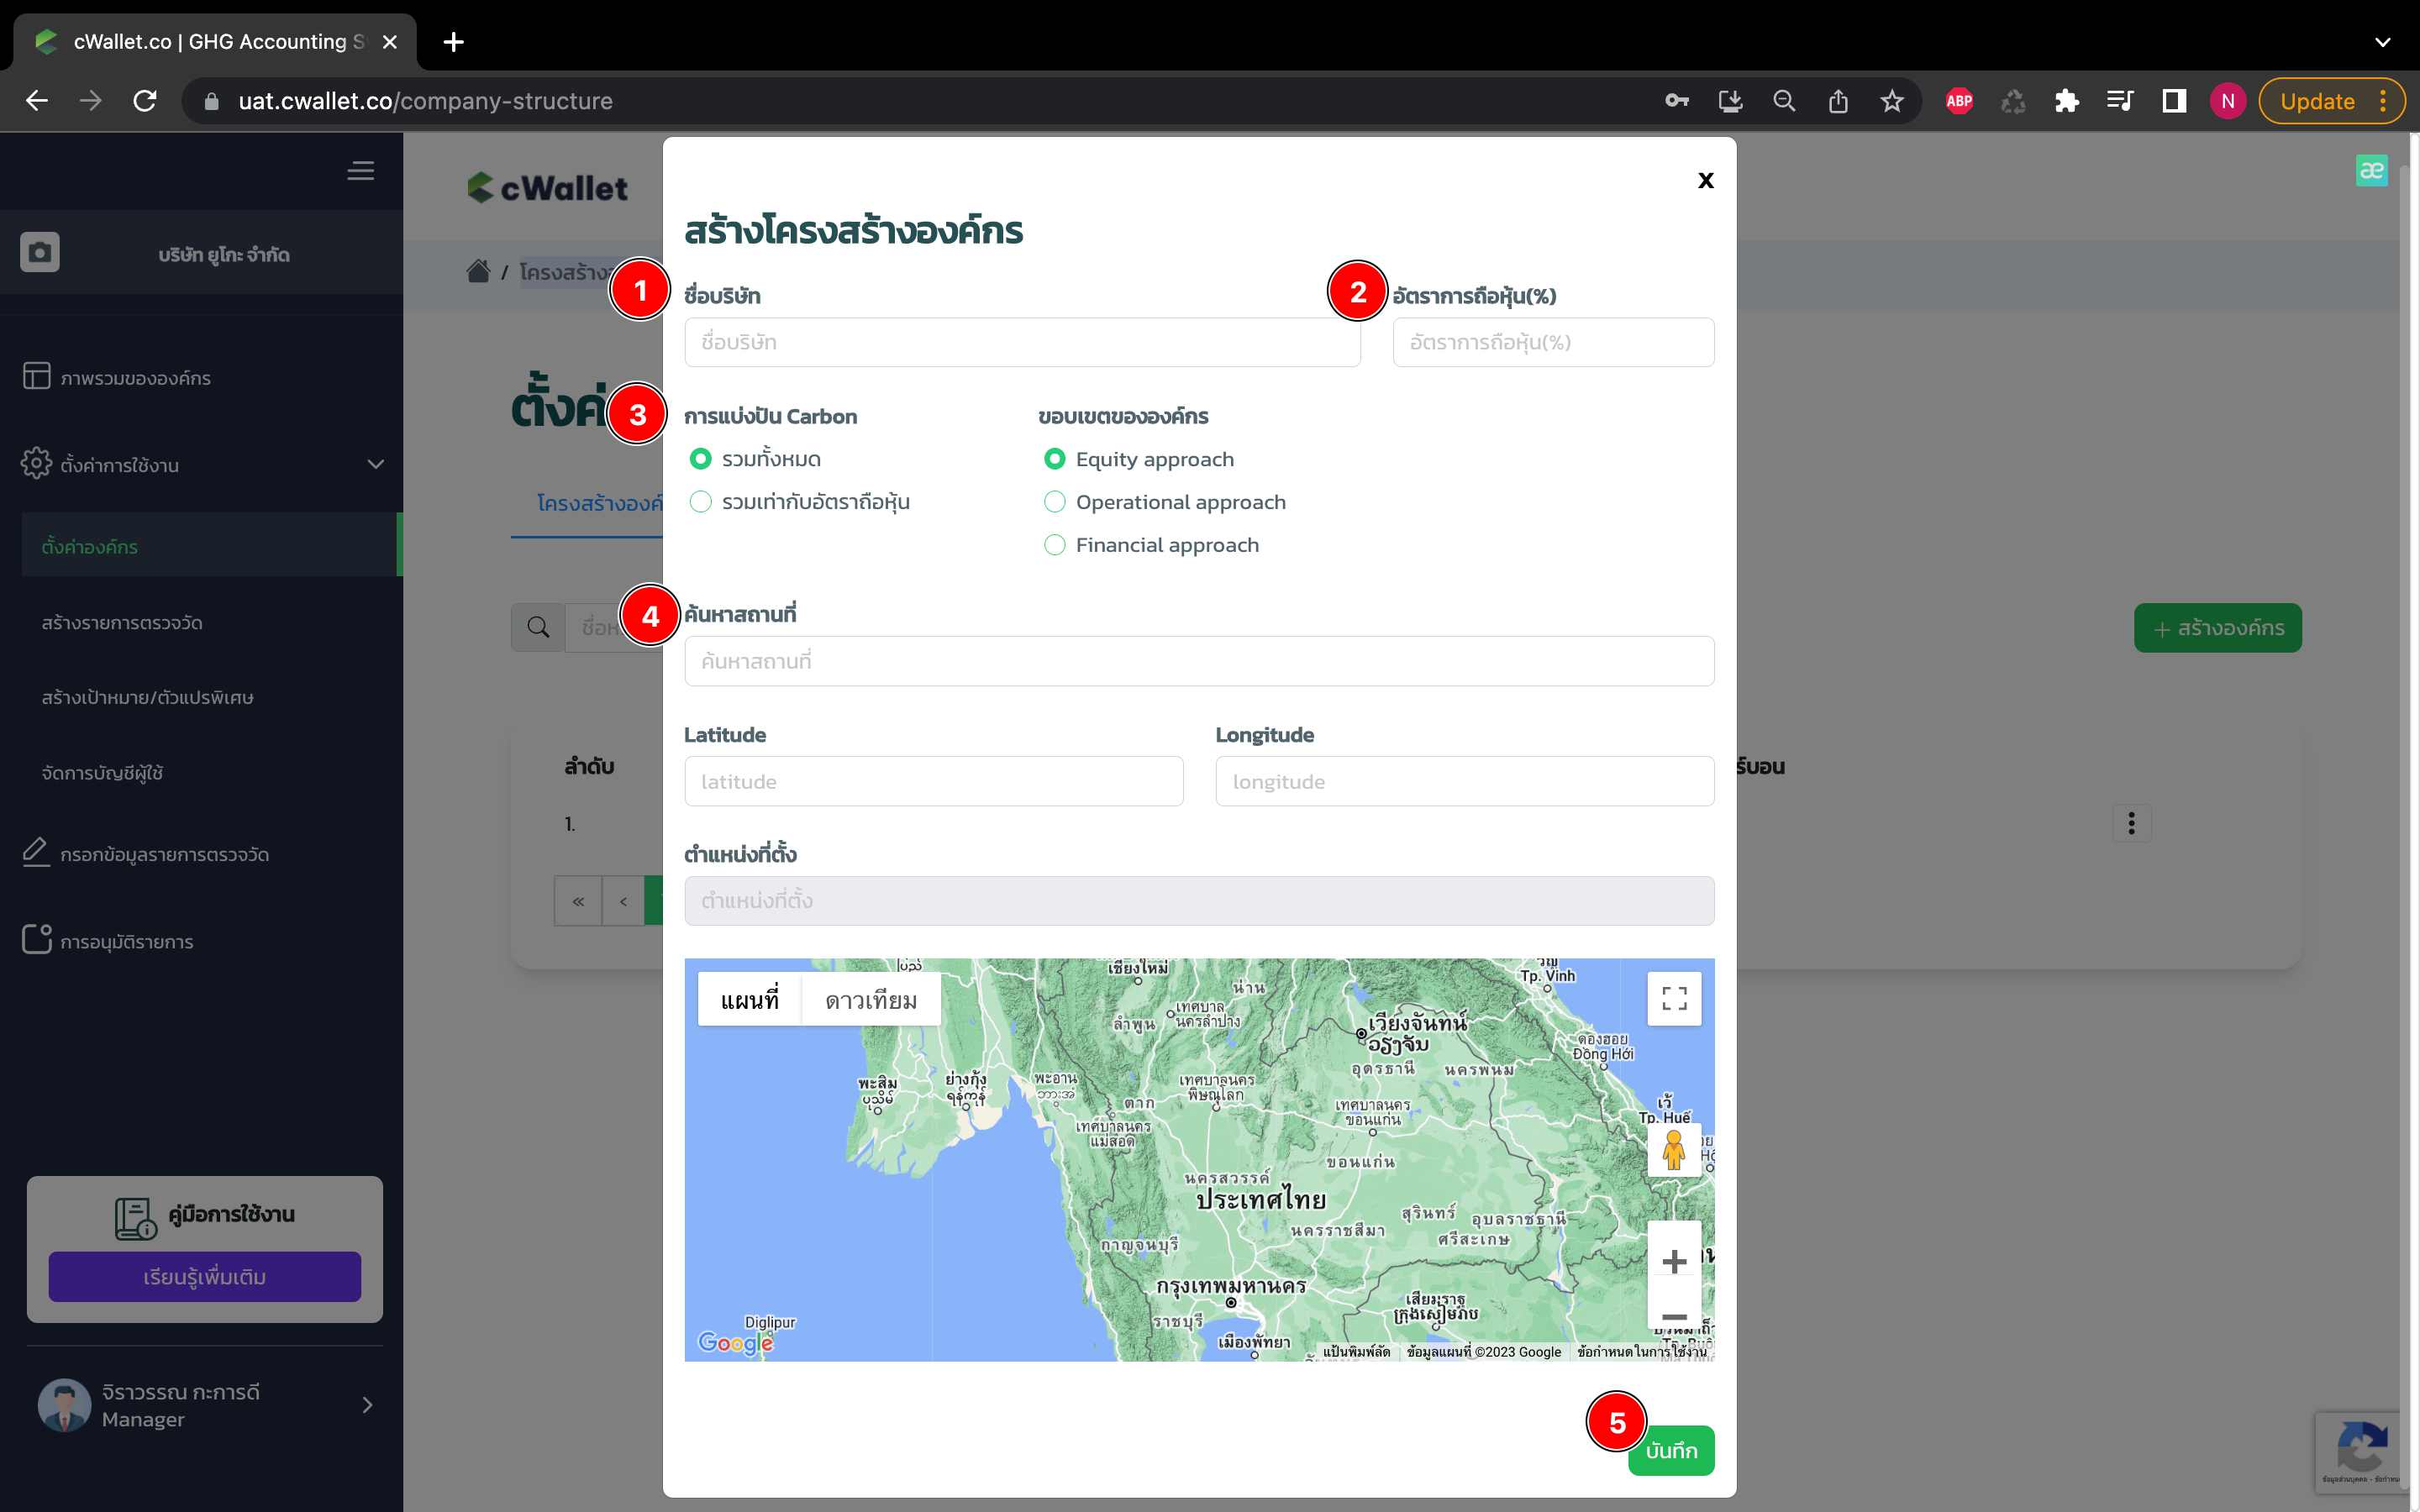 cWallet.co | GHG Accounting S
uat.cwallet.co/company-structure
ABP
N
Update
บริษัท ยูโกะ จำกัด
ภาพรวมขององค์กร
ตั้งค่าการใช้งาน
ตั้งค่าองค์กร
สร้างรายการตรวจวัด
สร้างเป้าหมาย/ตัวแปรพิเศษ
จัดการบัญชีผู้ใช้
กรอกข้อมูลรายการตรวจวัด
การอนุมัติรายการ
คู่มือการใช้งาน
เรียนรู้เพิ่มเติม
จิราวรรณ กะการดี
Manager
cWallet
æ
/ โครงสร้าง
ตั้งค่
โครงสร้างองค์
ชื่อห
+ สร้างองค์กร
ลำดับ
ร์บอน
1.
« ‹
x
สร้างโครงสร้างองค์กร
1 ชื่อบริษัท
2 อัตราการถือหุ้น(%)
ชื่อบริษัท
อัตราการถือหุ้น(%)
3 การแบ่งปัน Carbon
ขอบเขตขององค์กร
รวมทั้งหมด
Equity approach
รวมเท่ากับอัตราถือหุ้น
Operational approach
Financial approach
4 ค้นหาสถานที่
ค้นหาสถานที่
Latitude
Longitude
latitude
longitude
ตำแหน่งที่ตั้ง
ตำแหน่งที่ตั้ง
แผนที่
ดาวเทียม
เชียงใหม่
น่าน
Tp. Vinh
ลำพูน
เทศบาล
นครลำปาง
เวียงจันทน์
ວຽງຈັນ
ดองฮอย
Đồng Hới
อุดรธานี
นครพนม
พะสิม
ပုသိမ်
ย่างกุ้ง
ရန်ကုန်
พะอาน
ဘားအံ
ตาก
เทศบาลนคร
พิษณุโลก
เทศบาลนคร
ขอนแก่น
เว้
Tp. Huế
เทศบาลนคร
แม่สอด
ขอนแก่น
นครสวรรค์
ประเทศไทย
นครราชสีมา
สุรินทร์
อุบลราชธานี
ศรีสะเกษ
กาญจนบุรี
กรุงเทพมหานคร
เสียมราฐ
ក្រុងសៀមរាប
ราชบุรี
เมืองพัทยา
Diglipur
Google
แป้นพิมพ์ลัด
ข้อมูลแผนที่ ©2023 Google
ข้อกำหนดในการใช้งาน
5 บันทึก